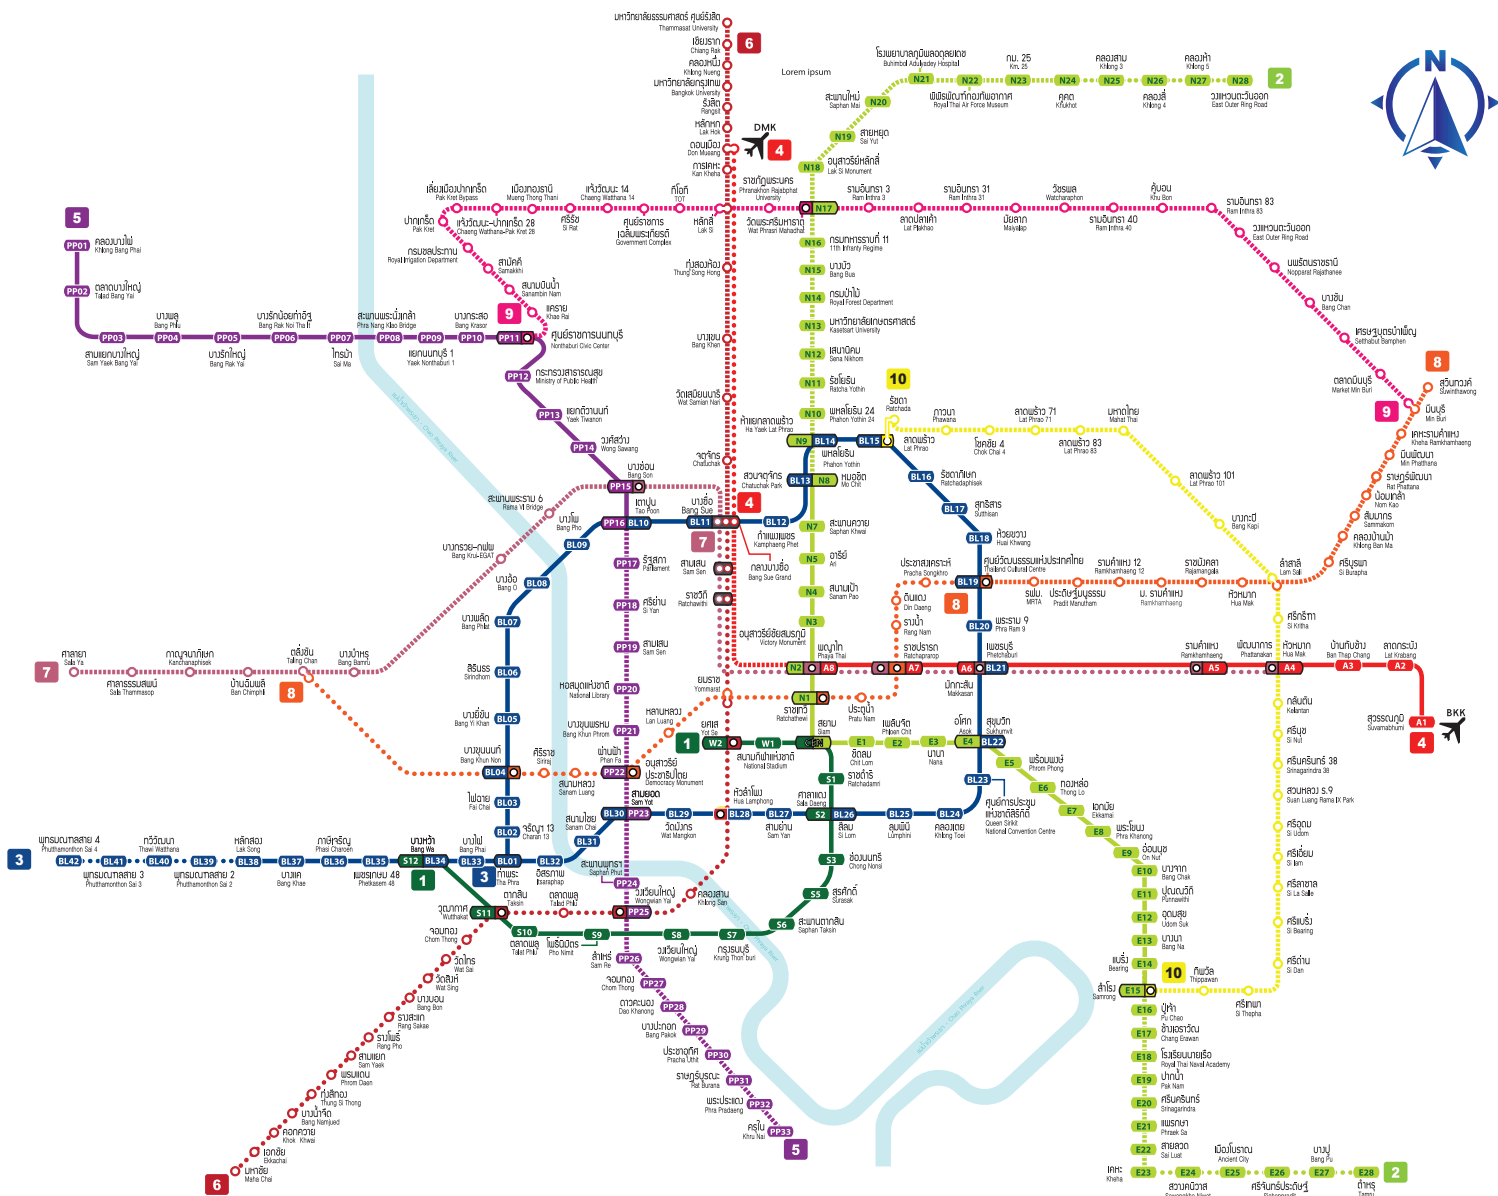 มหาวิทยาลัยธรรมศาสตร์ ศูนย์รังสิต
Thammasat University
6
เชียงราก
Chiang Rak
คลองหนึ่ง
Khlong Nueng
มหาวิทยาลัยกรุงเทพ
Bangkok University
รังสิต
Rangsit
หลักหก
Lak Hok
ดอนเมือง
Don Mueang
DMK
4
การเคหะ
Kan Kheha
Lorem ipsum
โรงพยาบาลภูมิพลอดุลยเดช
Buhimbol Adulyadey Hospital
กม. 25
Km. 25
คลองสาม
Khlong 3
คลองห้า
Khlong 5
N21 N22 N23 N24 N25 N26 N27 N28
2
พิพิธภัณฑ์กองทัพอากาศ
Royal Thai Air Force Museum
คูคต
Khukhot
คลองสี่
Khlong 4
วงแหวนตะวันออก
East Outer Ring Road
สะพานใหม่
Saphan Mai
N20
N19
สายหยุด
Sai Yut
N18
อนุสาวรีย์หลักสี่
Lak Si Monument
N
เลี่ยงเมืองปากเกร็ด
Pak Kret Bypass
เมืองทองธานี
Mueng Thong Thani
แจ้งวัฒนะ 14
Chaeng Watthana 14
ทีโอที
TOT
ราชภัฏพระนคร
Phranakhon Rajabphat
University
N17
รามอินทรา 3
Ram Inthra 3
รามอินทรา 31
Ram Inthra 31
วัชรพล
Watcharaphon
คู้บอน
Khu Bon
รามอินทรา 83
Ram Inthra 83
ปากเกร็ด
Pak Kret
แจ้งวัฒนะ-ปากเกร็ด 28
Chaeng Watthana-Pak Kret 28
ศรีรัช
Si Rat
ศูนย์ราชการ
เฉลิมพระเกียรติ
Government Complex
หลักสี่
Lak Si
วัดพระศรีมหาธาตุ
Wat Phrasri Mahadhat
ลาดปลาเค้า
Lat Plakhao
มัยลาภ
Maiyalap
รามอินทรา 40
Ram Inthra 40
วงแหวนตะวันออก
East Outer Ring Road
นพรัตนราชธานี
Nopparat Rajathanee
บางชัน
Bang Chan
เศรษฐบุตรบำเพ็ญ
Setthabut Bamphen
ตลาดมีนบุรี
Market Min Buri
9
กรมชลประทาน
Royal Irrigation Department
สามัคคี
Samakkhi
สนามบินน้ำ
Sanambin Nam
แคราย
Khae Rai
9
5
PP01
คลองบางไผ่
Khlong Bang Phai
PP02
ตลาดบางใหญ่
Talad Bang Yai
บางพลู
Bang Phlu
บางรักน้อยท่าอิฐ
Bang Rak Noi Tha It
สะพานพระนั่งเกล้า
Phra Nang Klao Bridge
บางกระสอ
Bang Krasor
PP03 PP04 PP05 PP06 PP07 PP08 PP09 PP10 PP11
สามแยกบางใหญ่
Sam Yaek Bang Yai
บางรักใหญ่
Bang Rak Yai
ไทรม้า
Sai Ma
แยกนนทบุรี 1
Yaek Nonthaburi 1
ศูนย์ราชการนนทบุรี
Nonthaburi Civic Center
PP12
กระทรวงสาธารณสุข
Ministry of Public Health
PP13
แยกติวานนท์
Yaek Tiwanon
PP14
วงศ์สว่าง
Wong Sawang
บางซ่อน
Bang Son
PP15
เตาปูน
Tao Poon
PP16 BL10
ทุ่งสองห้อง
Thung Song Hong
บางเขน
Bang Khen
วัดเสมียนนารี
Wat Samian Nari
จตุจักร
Chatuchak
N16
กรมทหารราบที่ 11
11th Infranty Regime
N15
บางบัว
Bang Bua
N14
กรมป่าไม้
Royal Forest Department
N13
มหาวิทยาลัยเกษตรศาสตร์
Kasetsart University
N12
เสนานิคม
Sena Nikhom
N11
รัชโยธิน
Ratcha Yothin
N10
พหลโยธิน 24
Phahon Yothin 24
ห้าแยกลาดพร้าว
Ha Yaek Lat Phrao
N9 BL14 BL15
พหลโยธิน
Phahon Yothin
10
รัชดา
Ratchada
ลาดพร้าว
Lat Phrao
ภาวนา
Phawana
โชคชัย 4
Chok Chai 4
ลาดพร้าว 71
Lat Phrao 71
ลาดพร้าว 83
Lat Phrao 83
มหาดไทย
Mahat Thai
ลาดพร้าว 101
Lat Phrao 101
บางกะปิ
Bang Kapi
ลำสาลี
Lam Sali
8
สุวินทวงศ์
Suwinthawong
มีนบุรี
Min Buri
เคหะรามคำแหง
Kheha Ramkhamhaeng
มีนพัฒนา
Min Phatthana
ราษฎร์พัฒนา
Rat Phattana
น้อมเกล้า
Nom Kao
สัมมากร
Sammakorn
คลองบ้านม้า
Khlong Ban Ma
ศรีบูรพา
Si Burapha
สวนจตุจักร
Chatuchak Park
BL13 N8
หมอชิต
Mo Chit
BL16
รัชดาภิเษก
Ratchadaphisek
BL17
สุทธิสาร
Sutthisan
BL18
ห้วยขวาง
Huai Khwang
BL19
ศูนย์วัฒนธรรมแห่งประเทศไทย
Thailand Cultural Centre
รฟม.
MRTA
ประดิษฐ์มนูธรรม
Pradit Manutham
รามคำแหง 12
Ramkhamhaeng 12
ม. รามคำแหง
Ramkhamhaeng
ราชมังคลา
Rajamangala
หัวหมาก
Hua Mak
สะพานพระราม 6
Rama VII Bridge
บางโพ
Bang Pho
BL09
บางกรวย-กฟผ
Bang Krui-EGAT
บางอ้อ
Bang O
BL08
บางพลัด
Bang Phlat
BL07
สิรินธร
Sirindhorn
BL06
บางยี่ขัน
Bang Yi Khan
BL05
บางขุนนนท์
Bang Khun Non
BL04
ไฟฉาย
Fai Chai
BL03
BL02
จรัญฯ 13
Charan 13
บางซื่อ
Bang Sue
BL11 BL12
4
7
กำแพงเพชร
Kamphaeng Phet
กลางบางซื่อ
Bang Sue Grand
สามเสน
Sam Sen
ราชวิถี
Ratchawithi
PP17
รัฐสภา
Parliament
PP18
ศรีย่าน
Si Yan
PP19
สามเสน
Sam Sen
หอสมุดแห่งชาติ
National Library
PP20
บางขุนพรหม
Bang Khun Phrom
PP21
ผ่านฟ้า
Phan Fa
PP22
อนุสาวรีย์
ประชาธิปไตย
Democracy Monument
หลานหลวง
Lan Luang
ยมราช
Yommarat
N7
สะพานควาย
Saphan Khwai
N5
อารีย์
Ari
N4
สนามเป้า
Sanam Pao
N3
อนุสาวรีย์ชัยสมรภูมิ
Victory Monument
พญาไท
Phaya Thai
N2 A8
ราชเทวี
Ratchathewi
N1
ประชาสงเคราะห์
Pracha Songkhro
ดินแดง
Din Daeng
รางน้ำ
Rang Nam
8
ราชปรารภ
Ratchaprarop
A7
ประตูน้ำ
Pratu Nam
BL20
พระราม 9
Phra Ram 9
เพชรบุรี
Phetchaburi
A6 BL21
มักกะสัน
Makkasan
รามคำแหง
Ramkhamhaeng
A5
พัฒนาการ
Phattanakan
A4
หัวหมาก
Hua Mak
บ้านทับช้าง
Ban Thap Chang
A3
ลาดกระบัง
Lat Krabang
A2
สุวรรณภูมิ
Suvarnabhumi
A1
BKK
4
ศรีกรีฑา
Si Kritha
กลันตัน
Kelantan
ศรีนุช
Si Nut
ศรีนครินทร์ 38
Srinagarindra 38
สวนหลวง ร.9
Suan Luang Rama IX Park
ศรีอุดม
Si Udom
ศรีเอี่ยม
Si Iam
ศรีลาซาล
Si La Salle
ศรีแบริ่ง
Si Bearing
ศรีด่าน
Si Dan
ศรีเทพา
Si Thepha
ทิพวัล
Thippawan
10
7
ศาลายา
Sala Ya
ศาลาธรรมสพน์
Sala Thammasop
กาญจนาภิเษก
Kanchanaphisek
บ้านฉิมพลี
Ban Chimphli
ตลิ่งชัน
Taling Chan
บางบำหรุ
Bang Bamru
8
ศิริราช
Siriraj
สนามหลวง
Sanam Luang
1
ยศเส
Yot Se
W2 W1
สนามกีฬาแห่งชาติ
National Stadium
สยาม
Siam
E1 E2 E3 E4 BL22
ชิดลม
Chit Lom
เพลินจิต
Phloen Chit
นานา
Nana
อโศก
Asok
สุขุมวิท
Sukhumvit
S1
ราชดำริ
Ratchadamri
ศาลาแดง
Sala Daeng
S2 BL26 BL25 BL24
สีลม
Si Lom
ลุมพินี
Lumphini
คลองเตย
Khlong Toei
BL23
ศูนย์การประชุม
แห่งชาติสิริกิติ์
Queen Sirikit
National Convention Centre
E5
พร้อมพงษ์
Phrom Phong
E6
ทองหล่อ
Thong Lo
E7
เอกมัย
Ekkamai
E8
พระโขนง
Phra Khanong
E9
อ่อนนุช
On Nut
E10
บางจาก
Bang Chak
E11
ปุณณวิถี
Punnawithi
E12
อุดมสุข
Udom Suk
E13
บางนา
Bang Na
แบริ่ง
Bearing
E14
สำโรง
Samrong
E15
E16
ปู่เจ้า
Pu Chao
E17
ช้างเอราวัณ
Chang Erawan
E18
โรงเรียนนายเรือ
Royal Thai Naval Academy
E19
ปากน้ำ
Pak Nam
E20
ศรีนครินทร์
Srinagarindra
E21
แพรกษา
Phraek Sa
E22
สายลวด
Sai Luat
เคหะ
Kheha
E23 E24 E25 E26 E27 E28
2
สวางคนิวาส
เมืองโบราณ
Ancient City
ศรีจันทร์ประดิษฐ์
บางปู
Bang Pu
ตำหรุ
สามยอด
Sam Yot
BL30 PP23 BL29 BL28 BL27
สนามไชย
Sanam Chai
BL31
วัดมังกร
Wat Mangkon
หัวลำโพง
Hua Lamphong
สามย่าน
Sam Yan
3
พุทธมณฑลสาย 4
Phutthamonthon Sai 4
ทวีวัฒนา
Thawi Watthana
หลักสอง
Lak Song
ภาษีเจริญ
Phasi Charoen
บางหว้า
Bang Wa
บางไผ่
Bang Phai
BL42 BL41 BL40 BL39 BL38 BL37 BL36 BL35 S12 BL34 BL33 BL01 BL32
พุทธมณฑลสาย 3
Phutthamonthon Sai 3
พุทธมณฑลสาย 2
Phutthamonthon Sai 2
บางแค
Bang Khae
เพชรเกษม 48
Phetkasem 48
1
3
ท่าพระ
Tha Phra
อิสรภาพ
Itsaraphap
สะพานพุทธฯ
Saphan Phut
PP24
วงเวียนใหญ่
Wongwian Yai
PP25
คลองสาน
Khlong San
วุฒากาศ
Wutthakat
S11
ตากสิน
Taksin
ตลาดพลู
Talad Phlu
S10 S9 S8 S7
ตลาดพลู
Talat Phlu
โพธิ์นิมิตร
Pho Nimit
วงเวียนใหญ่
Wongwian Yai
กรุงธนบุรี
Krung Thon buri
S6
สะพานตากสิน
Saphan Taksin
S5
สุรศักดิ์
Surasak
S3
ช่องนนทรี
Chong Nonsi
จอมทอง
Chom Thong
วัดไทร
Wat Sai
วัดสิงห์
Wat Sing
บางบอน
Bang Bon
รางสะแก
Rang Sakae
รางโพธิ์
Rang Pho
สามแยก
Sam Yaek
พรมแดน
Phrom Daen
ทุ่งสีทอง
Thung Si Thong
บางน้ำจืด
Bang Namjued
คอกควาย
Khok Khwai
เอกชัย
Ekkachai
มหาชัย
Maha Chai
6
สำเหร่
Sam Re
PP26
จอมทอง
Chom Thong
PP27
ดาวคะนอง
Dao Khanong
PP28
บางปะกอก
Bang Pakok
PP29
ประชาอุทิศ
Pracha Uthit
PP30
ราษฎร์บูรณะ
Rat Burana
PP31
พระประแดง
Phra Pradaeng
PP32
ครุใน
Khru Nai
PP33
5